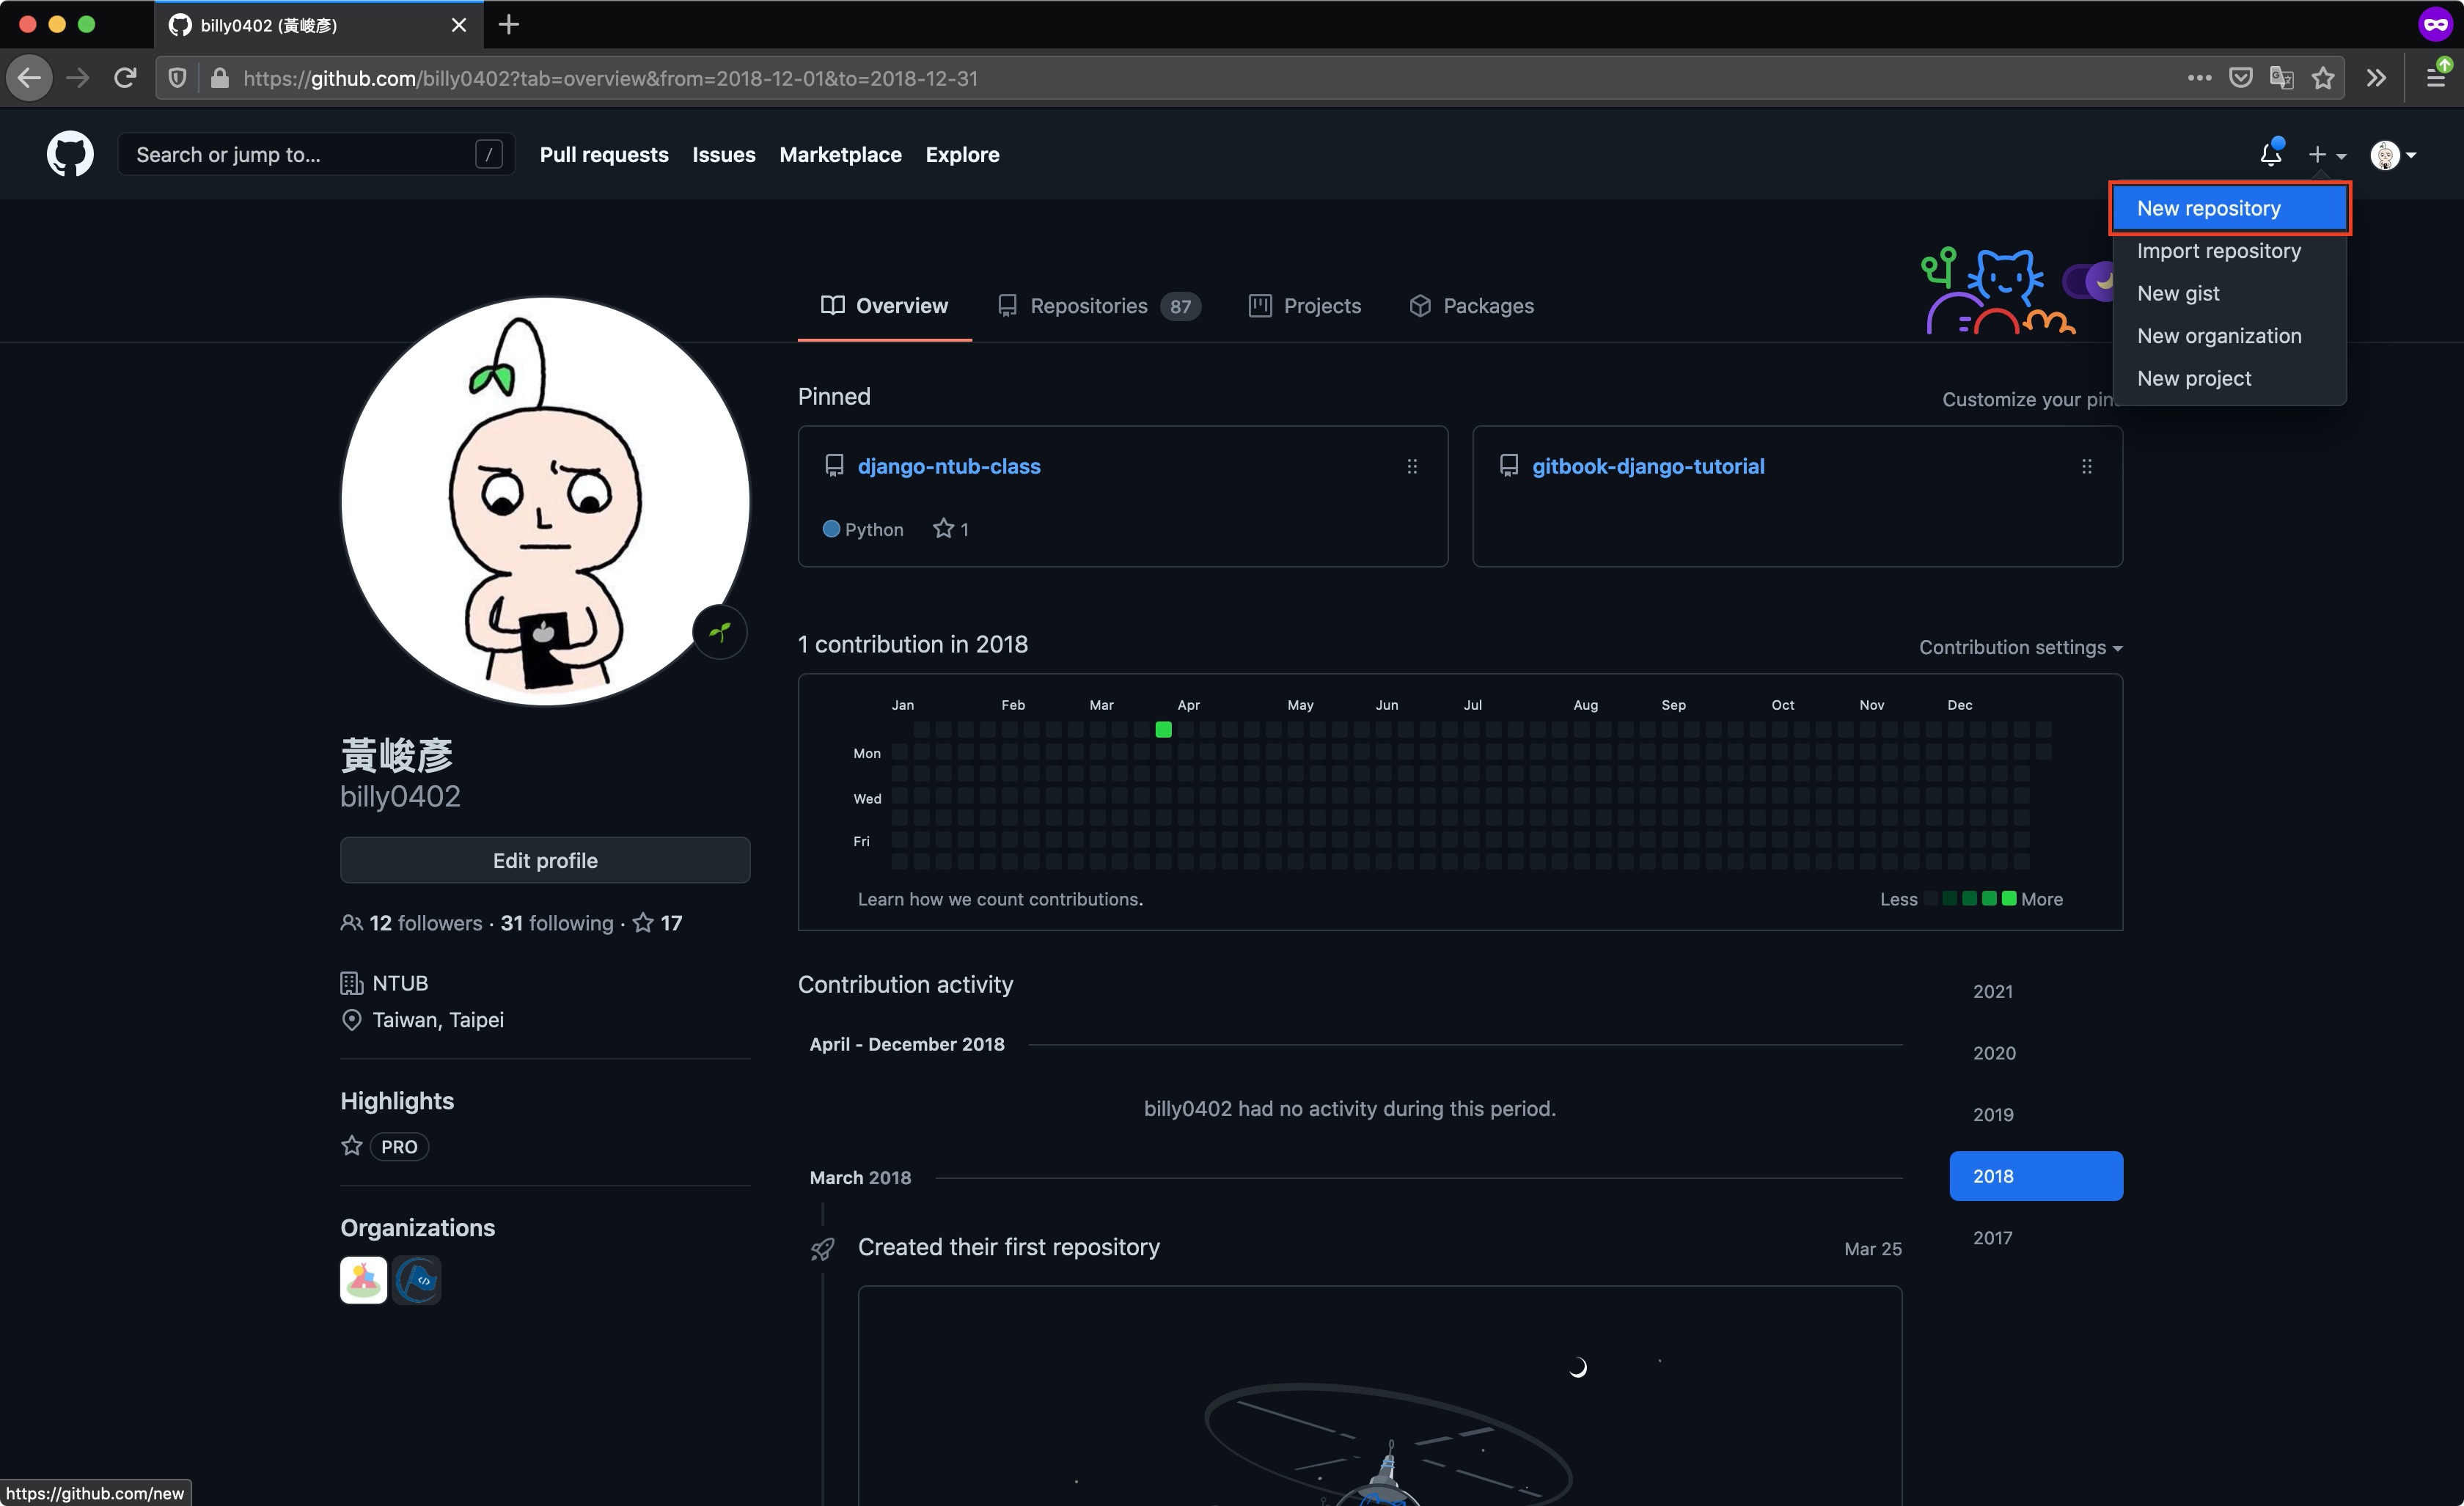 billy0402 (黃峻彥)
https://github.com/billy0402?tab=overview&from=2018-12-01&to=2018-12-31
Search or jump to...
/
Pull requests
Issues
Marketplace
Explore
New repository
Import repository
New gist
New organization
New project
Overview
Repositories 87
Projects
Packages
Pinned
Customize your pin
django-ntub-class
Python
1
gitbook-django-tutorial
1 contribution in 2018
Contribution settings
Jan Feb Mar Apr May Jun Jul Aug Sep Oct Nov Dec
Mon
Wed
Fri
Learn how we count contributions.
Less More
黃峻彥
billy0402
Edit profile
12 followers · 31 following · 17
NTUB
Taiwan, Taipei
Highlights
PRO
Organizations
Contribution activity
April - December 2018
billy0402 had no activity during this period.
March 2018
Created their first repository
Mar 25
2021
2020
2019
2018
2017
https://github.com/new